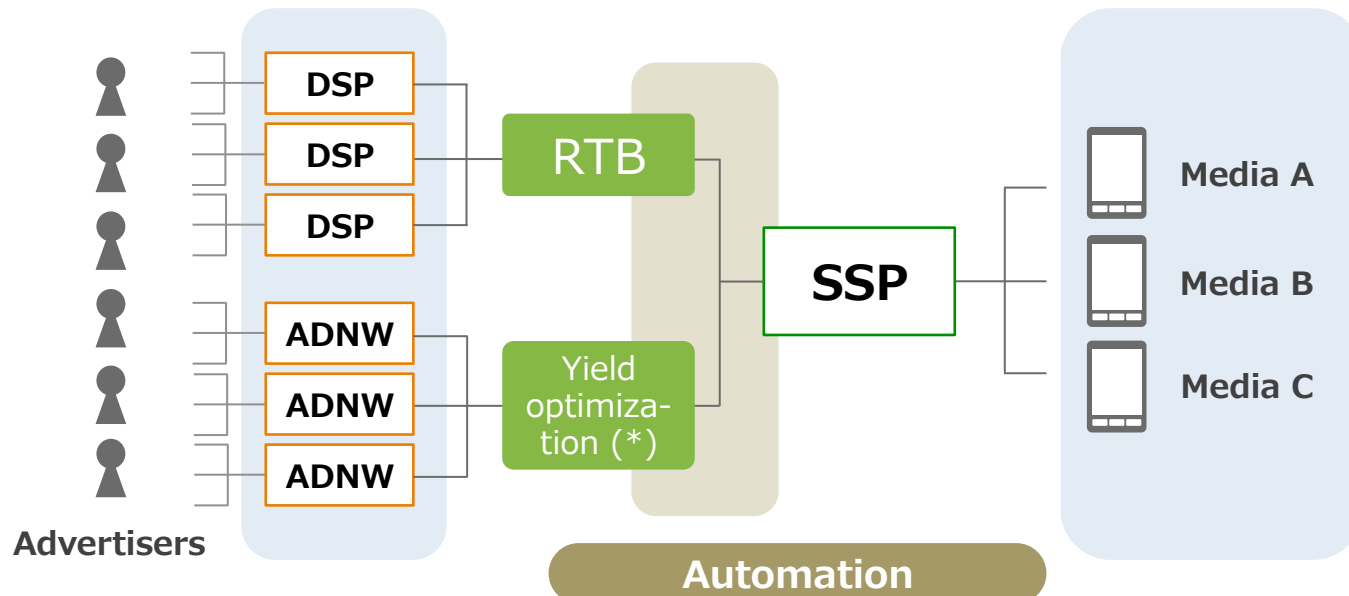 DSP
DSP
DSP
ADNW
ADNW
ADNW
Advertisers
RTB
Yield
optimiza-
tion (*)
SSP
Automation
Media A
Media B
Media C